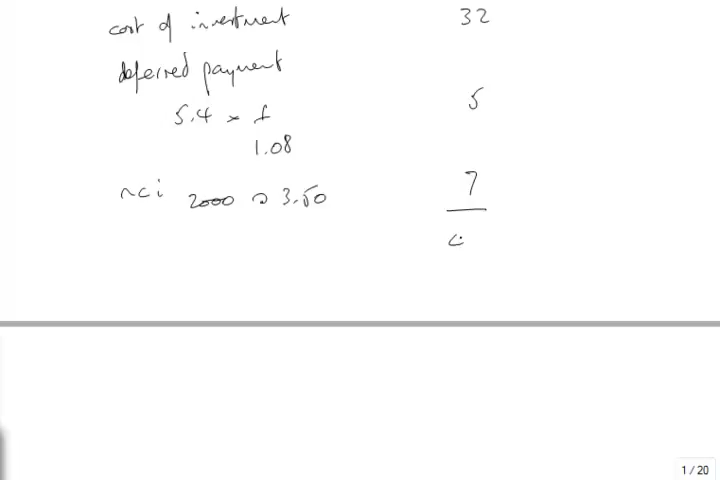 cost of investment 32
deferred payment
5.4 x 1 5
1.08
nci 2000 @ 3.50 7
1 / 20